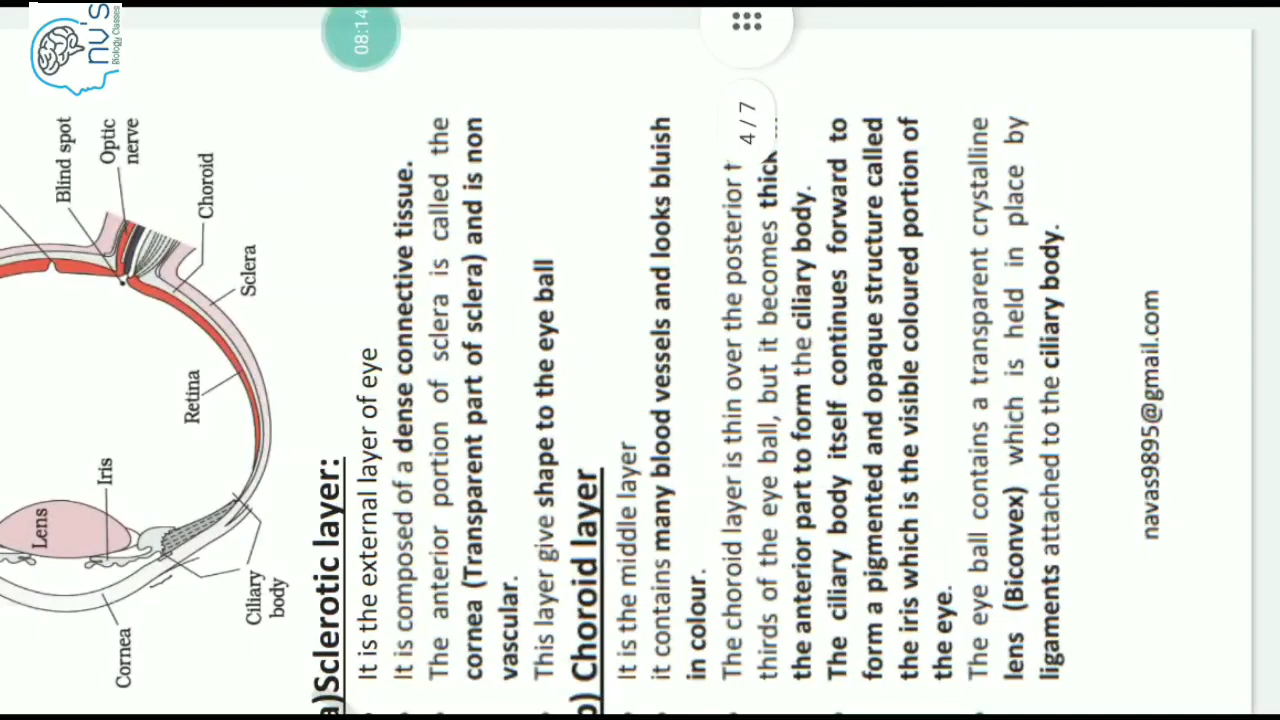 nv's
Biology Classes
08:14
4 / 7
Blind spot
Optic
nerve
Choroid
Sclera
Retina
Iris
Lens
Ciliary
body
Cornea
a)Sclerotic layer:
It is the external layer of eye
It is composed of a dense connective tissue.
The anterior portion of sclera is called the
cornea (Transparent part of sclera) and is non
vascular.
This layer give shape to the eye ball
b) Choroid layer
It is the middle layer
it contains many blood vessels and looks bluish
in colour.
The choroid layer is thin over the posterior
thirds of the eye ball, but it becomes
the anterior part to form the ciliary body.
The ciliary body itself continues forward to
form a pigmented and opaque structure called
the iris which is the visible coloured portion of
the eye.
The eye ball contains a transparent crystalline
lens (Biconvex) which is held in place by
ligaments attached to the ciliary body.
navas9895@gmail.com